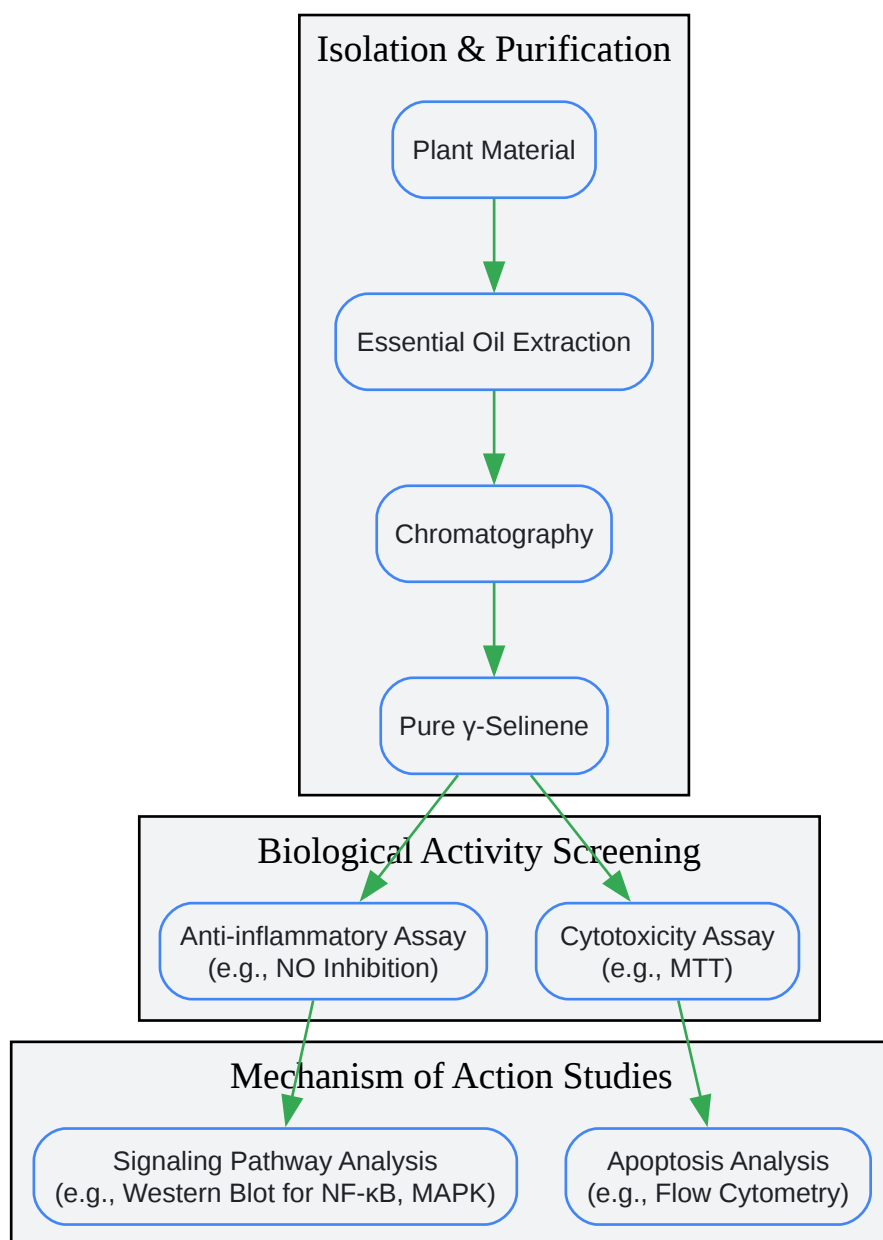 Isolation & Purification
Plant Material
Essential Oil Extraction
Chromatography
Pure γ-Selinene
Biological Activity Screening
Anti-inflammatory Assay
(e.g., NO Inhibition)
Cytotoxicity Assay
(e.g., MTT)
Mechanism of Action Studies
Signaling Pathway Analysis
(e.g., Western Blot for NF-κB, MAPK)
Apoptosis Analysis
(e.g., Flow Cytometry)